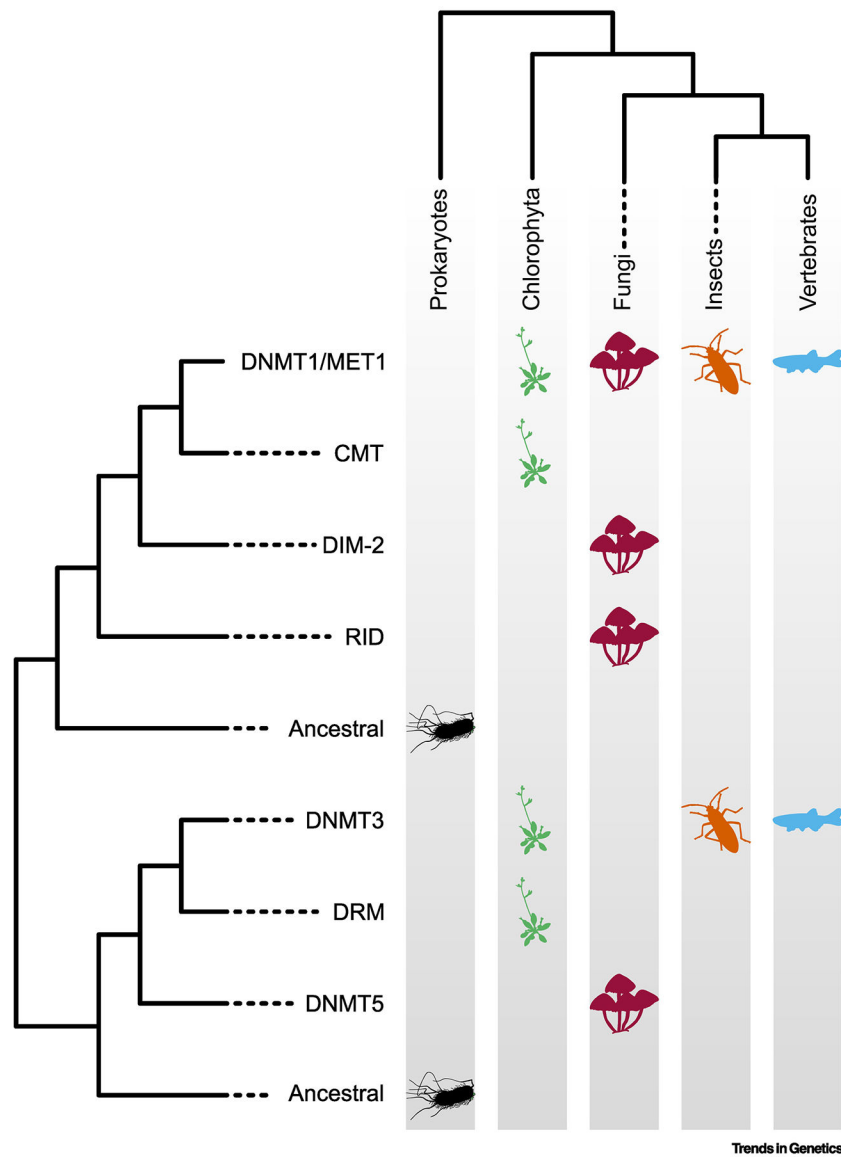 Prokaryotes
Chlorophyta
Fungi
Insects
Vertebrates
DNMT1/MET1
CMT
DIM-2
RID
Ancestral
DNMT3
DRM
DNMT5
Ancestral
Trends in Genetics